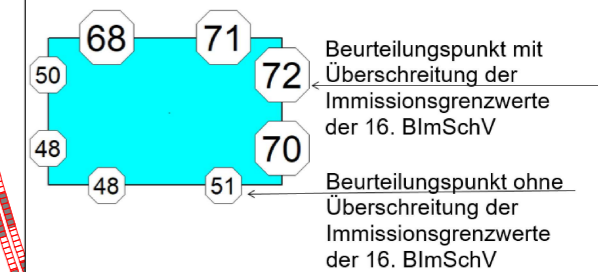 68
71
50
72
Beurteilungspunkt mit
Überschreitung der
Immissionsgrenzwerte
der 16. BImSchV
48
70
48
51
Beurteilungspunkt ohne
Überschreitung der
Immissionsgrenzwerte
der 16. BImSchV